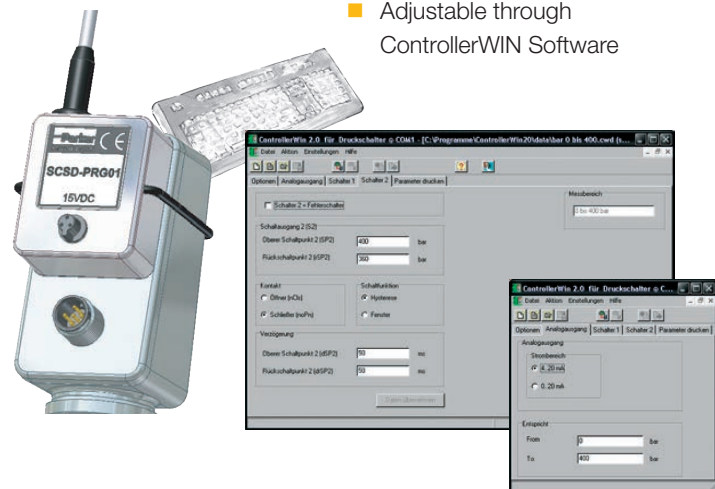 Adjustable through
ControllerWIN Software
Parker CE
SCSD-PRG01
15VDC
ControllerWin 2.0 für Druckschalter @ COM1 - [C:\Programme\ControllerWin20\data\bar 0 bis 400.cwd (s...
Datei Aktion Einstellungen Hilfe
Optionen Analogausgang Schalter 1 Schalter 2 Parameter drucken
Schalter 2 = Fehlerschalter
Messbereich
0 bis 400 bar
Schaltausgang 2 (S2)
Oberer Schaltpunkt 2 (SP2) 400 bar
Rückschaltpunkt 2 (rSP2) 360 bar
Kontakt
Öffner (nCls)
Schließer (noPn)
Schaltfunktion
Hysterese
Fenster
Verzögerung
Oberer Schaltpunkt 2 (dSP2) 50 ms
Rückschaltpunkt 2 (drSP2) 50 ms
Daten übernehmen
ControllerWin 2.0 für Druckschalter @ C...
Datei Aktion Einstellungen Hilfe
Optionen Analogausgang Schalter 1 Schalter 2 Parameter drucken
Analogausgang
Strombereich
4..20 mA
0..20 mA
Entspricht
From 0 bar
To 400 bar